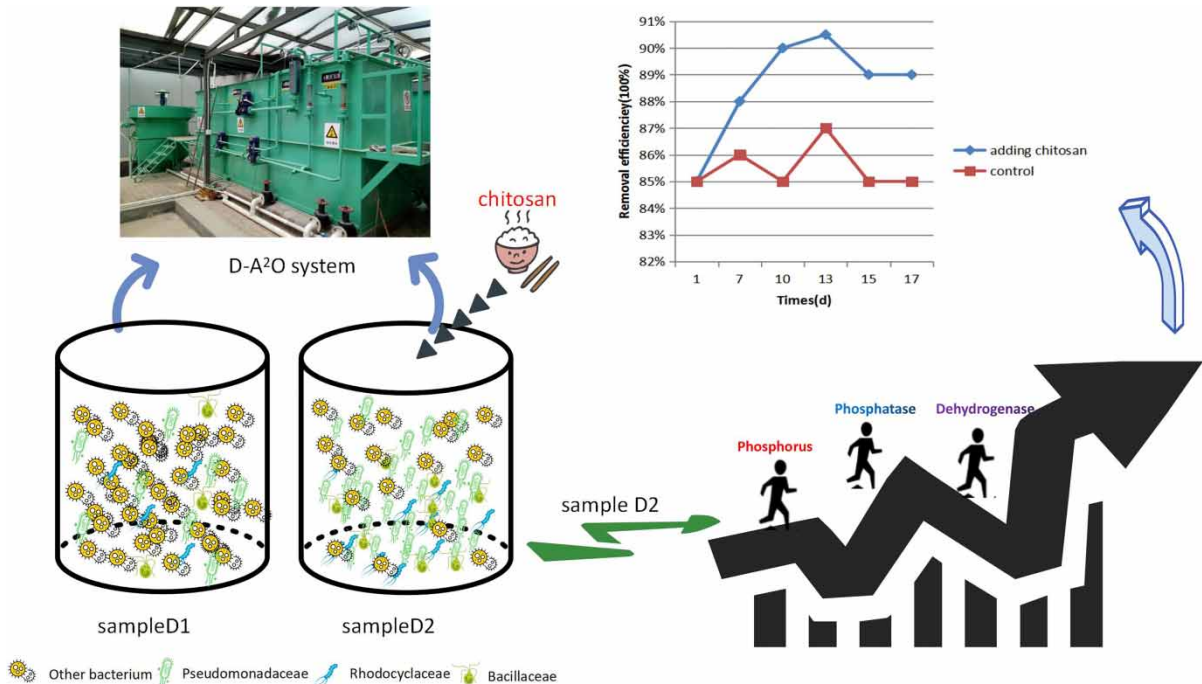 D-A²O system
chitosan
91%
90%
89%
88%
87%
86%
85%
84%
83%
82%
Removal efficienciey(100%)
1 7 10 13 15 17
Times(d)
adding chitosan
control
Phosphorus
Phosphatase
Dehydrogenase
sample D2
sampleD1
sampleD2
Other bacterium
Pseudomonadaceae
Rhodocyclaceae
Bacillaceae